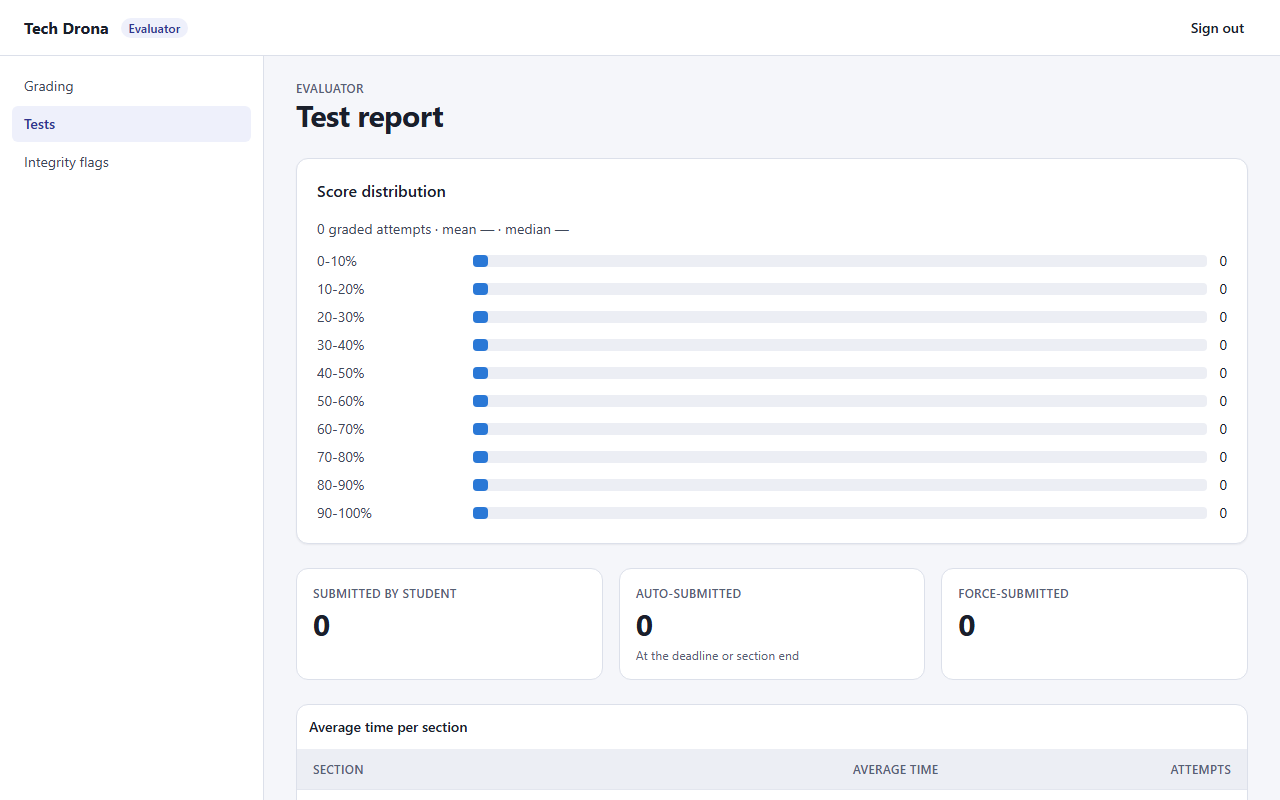 Tech Drona Evaluator Sign out
Grading
Tests
Integrity flags
EVALUATOR
Test report
Score distribution
0 graded attempts · mean — · median —
0-10% 0
10-20% 0
20-30% 0
30-40% 0
40-50% 0
50-60% 0
60-70% 0
70-80% 0
80-90% 0
90-100% 0
SUBMITTED BY STUDENT AUTO-SUBMITTED FORCE-SUBMITTED
0 0 0
At the deadline or section end
Average time per section
SECTION AVERAGE TIME ATTEMPTS